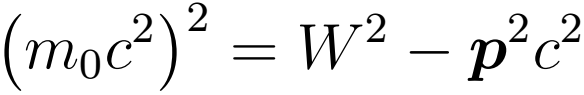 (m₀c²)² = W² − 𝒑²c²